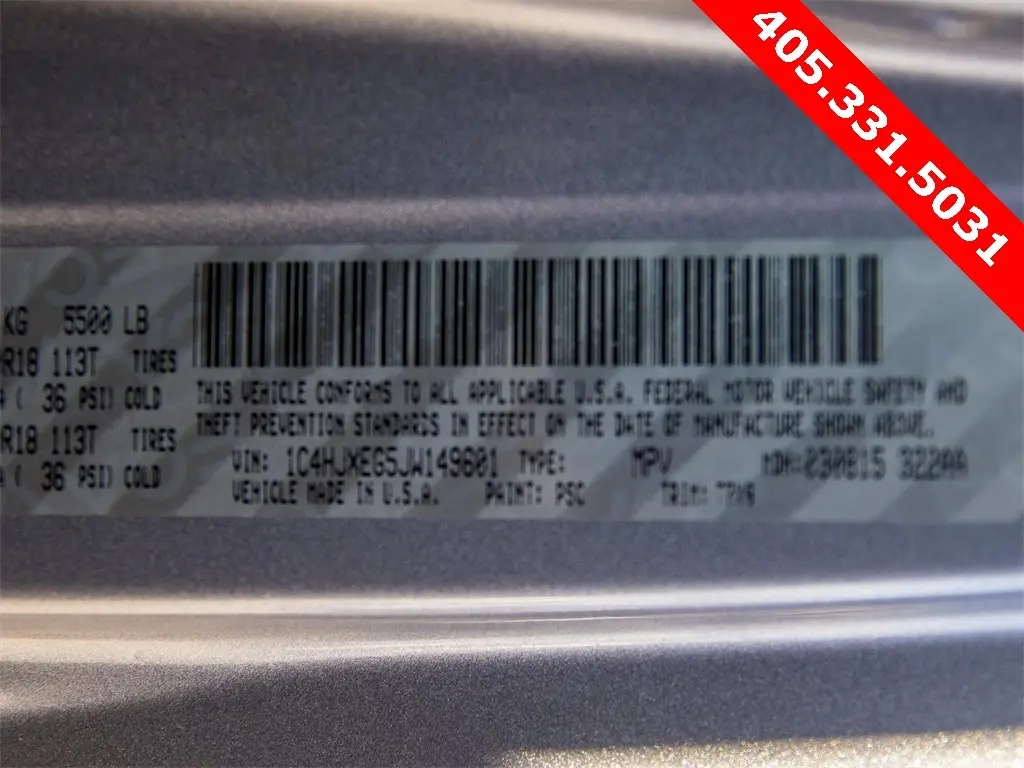 405.331.5031
KG 5500 LB
R18 113T TIRES
( 36 PSI) COLD
R18 113T TIRES
( 36 PSI) COLD
THIS VEHICLE CONFORMS TO ALL APPLICABLE U.S.A. FEDERAL MOTOR VEHICLE SAFETY AND
THEFT PREVENTION STANDARDS IN EFFECT ON THE DATE OF MANUFACTURE SHOWN ABOVE.
VIN: 1C4HJXEG5JW149601 TYPE: MPV
VEHICLE MADE IN U.S.A. PAINT: PSC TRIM: